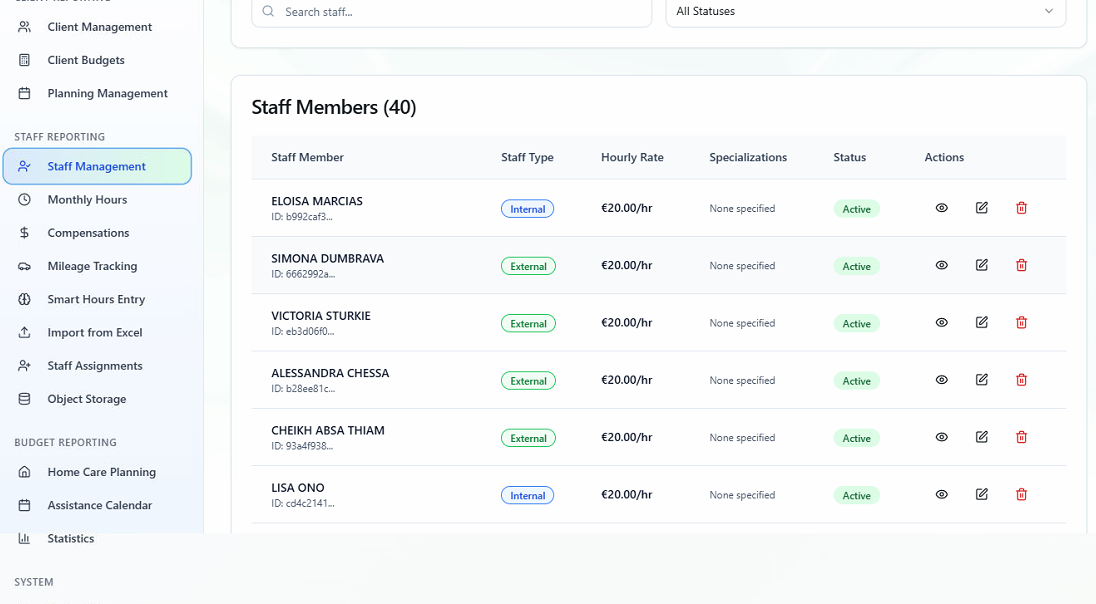 Client Management
Client Budgets
Planning Management
STAFF REPORTING
Staff Management
Monthly Hours
Compensations
Mileage Tracking
Smart Hours Entry
Import from Excel
Staff Assignments
Object Storage
BUDGET REPORTING
Home Care Planning
Assistance Calendar
Statistics
SYSTEM
Search staff...
All Statuses
Staff Members (40)
Staff Member Staff Type Hourly Rate Specializations Status Actions
ELOISA MARCIAS
ID: b992caf3...
Internal €20.00/hr None specified Active
SIMONA DUMBRAVA
ID: 6662992a...
External €20.00/hr None specified Active
VICTORIA STURKIE
ID: eb3d06f0...
External €20.00/hr None specified Active
ALESSANDRA CHESSA
ID: b28ee81c...
External €20.00/hr None specified Active
CHEIKH ABSA THIAM
ID: 93a4f938...
External €20.00/hr None specified Active
LISA ONO
ID: cd4c2141...
Internal €20.00/hr None specified Active